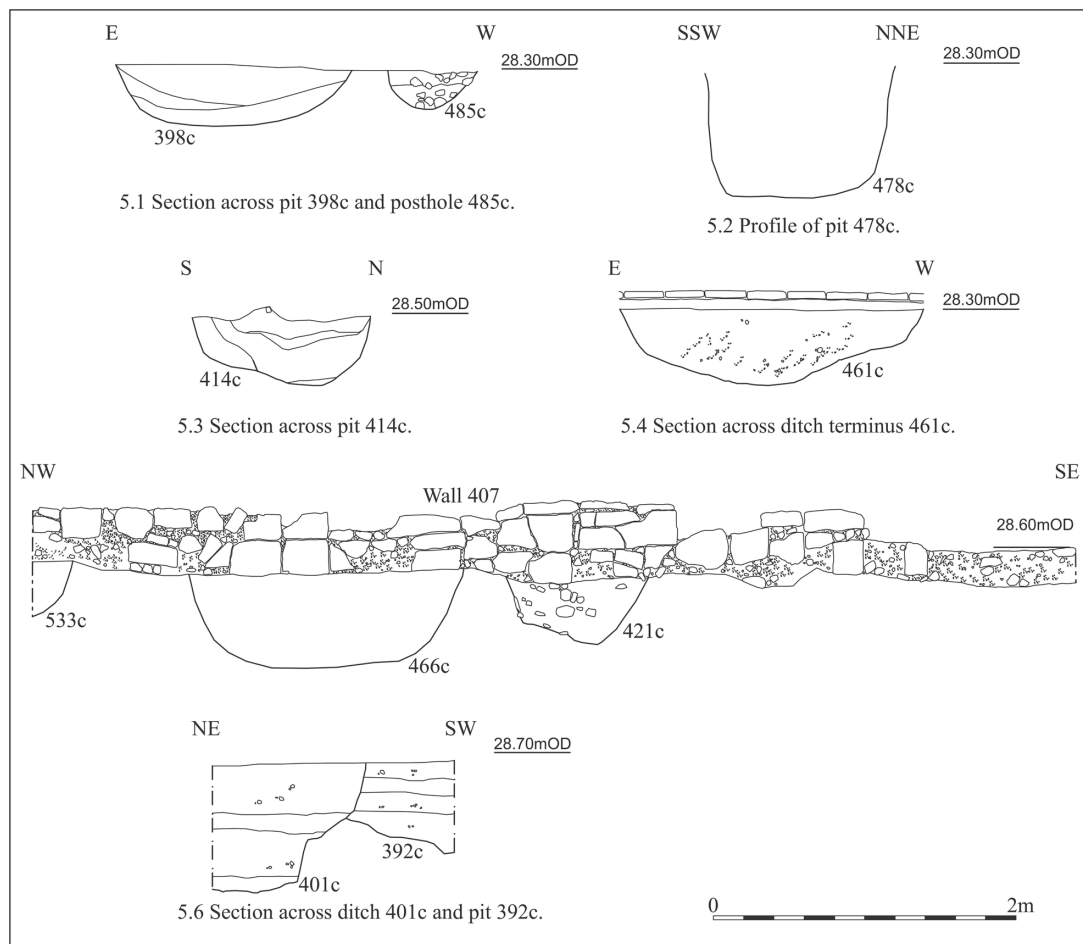 E W
28.30mOD
398c
485c
5.1 Section across pit 398c and posthole 485c.
SSW NNE
28.30mOD
478c
5.2 Profile of pit 478c.
S N
28.50mOD
414c
5.3 Section across pit 414c.
E W
28.30mOD
461c
5.4 Section across ditch terminus 461c.
NW SE
Wall 407
28.60mOD
533c
466c
421c
NE SW
28.70mOD
392c
401c
5.6 Section across ditch 401c and pit 392c.
0 2m